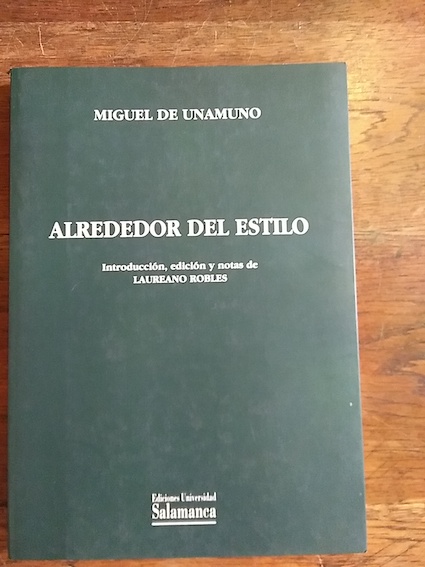 MIGUEL DE UNAMUNO
ALREDEDOR DEL ESTILO
Introducción, edición y notas de
LAUREANO ROBLES
Ediciones Universidad
Salamanca